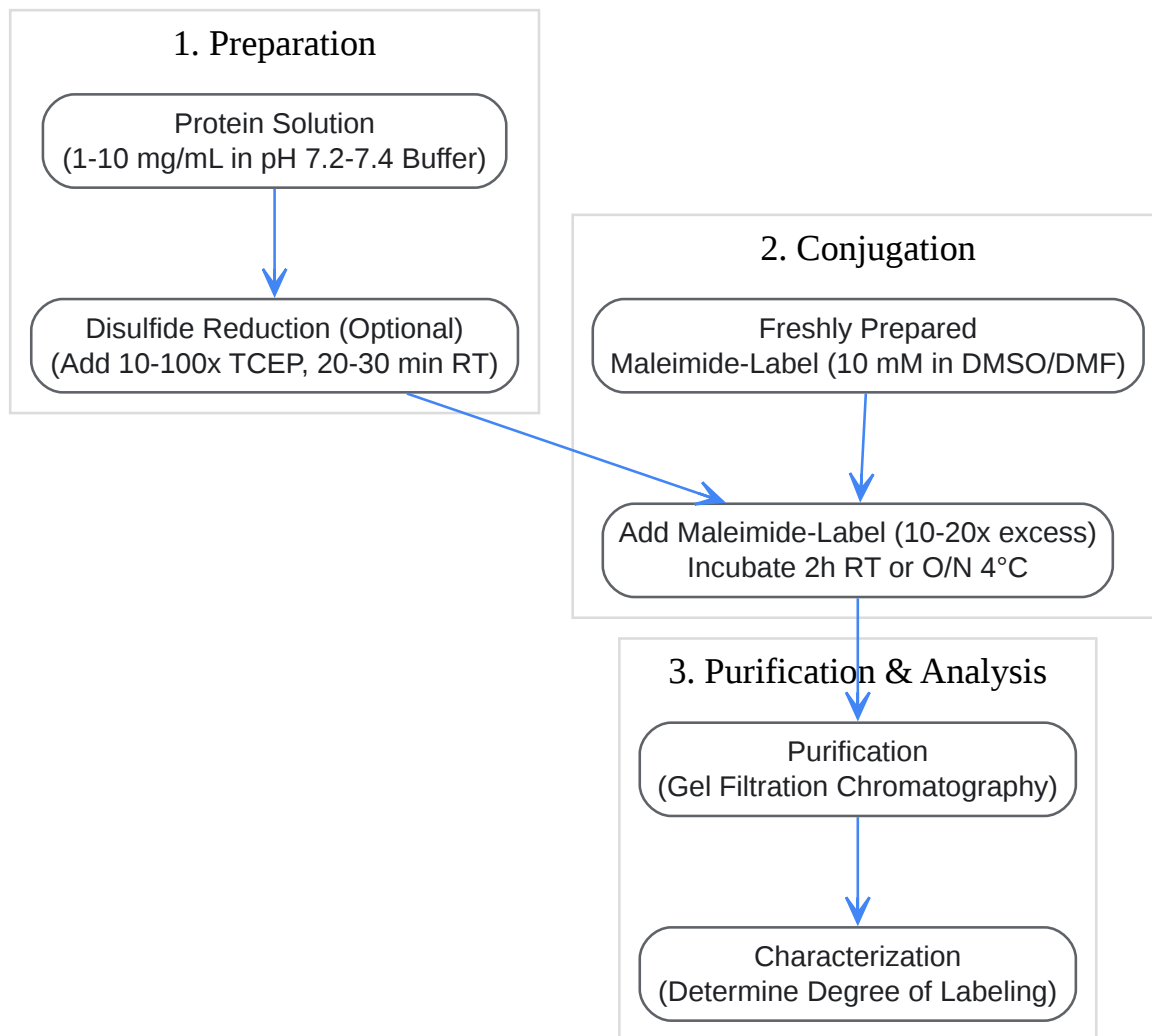 1. Preparation
Protein Solution
(1-10 mg/mL in pH 7.2-7.4 Buffer)
Disulfide Reduction (Optional)
(Add 10-100x TCEP, 20-30 min RT)
2. Conjugation
Freshly Prepared
Maleimide-Label (10 mM in DMSO/DMF)
Add Maleimide-Label (10-20x excess)
Incubate 2h RT or O/N 4°C
3. Purification & Analysis
Purification
(Gel Filtration Chromatography)
Characterization
(Determine Degree of Labeling)